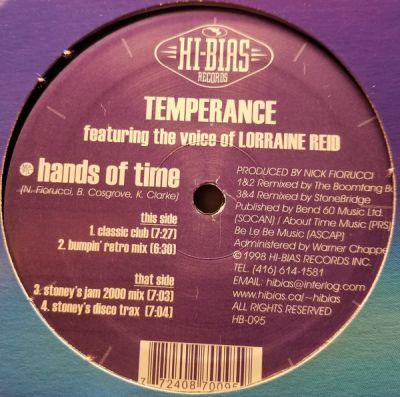 HI-BIAS
RECORDS
TEMPERANCE
featuring the voice of LORRAINE REID
hands of time
(N. Fiorucci, B. Cosgrove, K. Clarke)
this side
1. classic club (7:27)
2. bumpin' retro mix (6:30)
that side
3. stoney's jam 2000 mix (7:03)
4. stoney's disco trax (7:04)
PRODUCED BY NICK FIORUCCI
1&2 Remixed by The Boomtang Bo
3&4 Remixed by StoneBridge
Published by Bend 60 Music Ltd.
(SOCAN) / About Time Music (PRS)
Be Le Be Music (ASCAP)
Administered by Warner Chappe
© 1998 HI-BIAS RECORDS INC.
TEL: (416) 614-1581
EMAIL: hibias@interlog.com
www.hibias.ca/~hibias
ALL RIGHTS RESERVED
HB-095
7 72408 70095